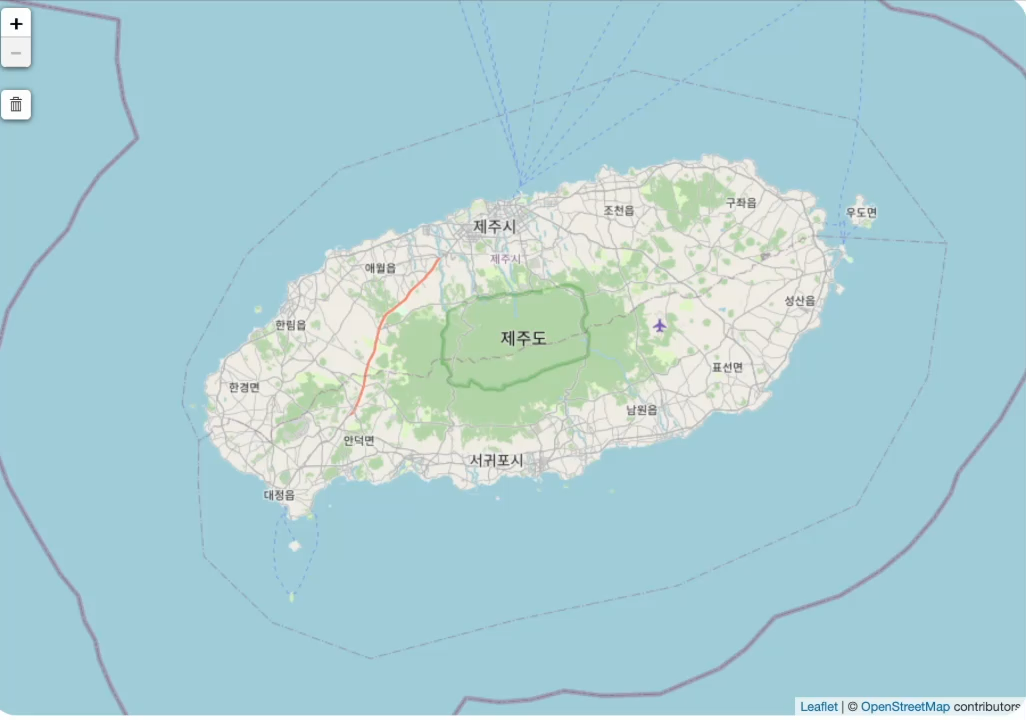 +
−
우도면
구좌읍
조천읍
제주시
제주시
애월읍
성산읍
한림읍
제주도
표선면
한경면
남원읍
안덕면
서귀포시
대정읍
Leaflet | © OpenStreetMap contributors